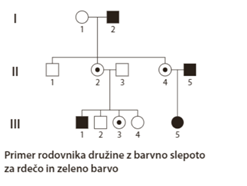 I
1 2
II
1 2 3 4 5
III
1 2 3 4 5
Primer rodovnika družine z barvno slepoto
za rdečo in zeleno barvo